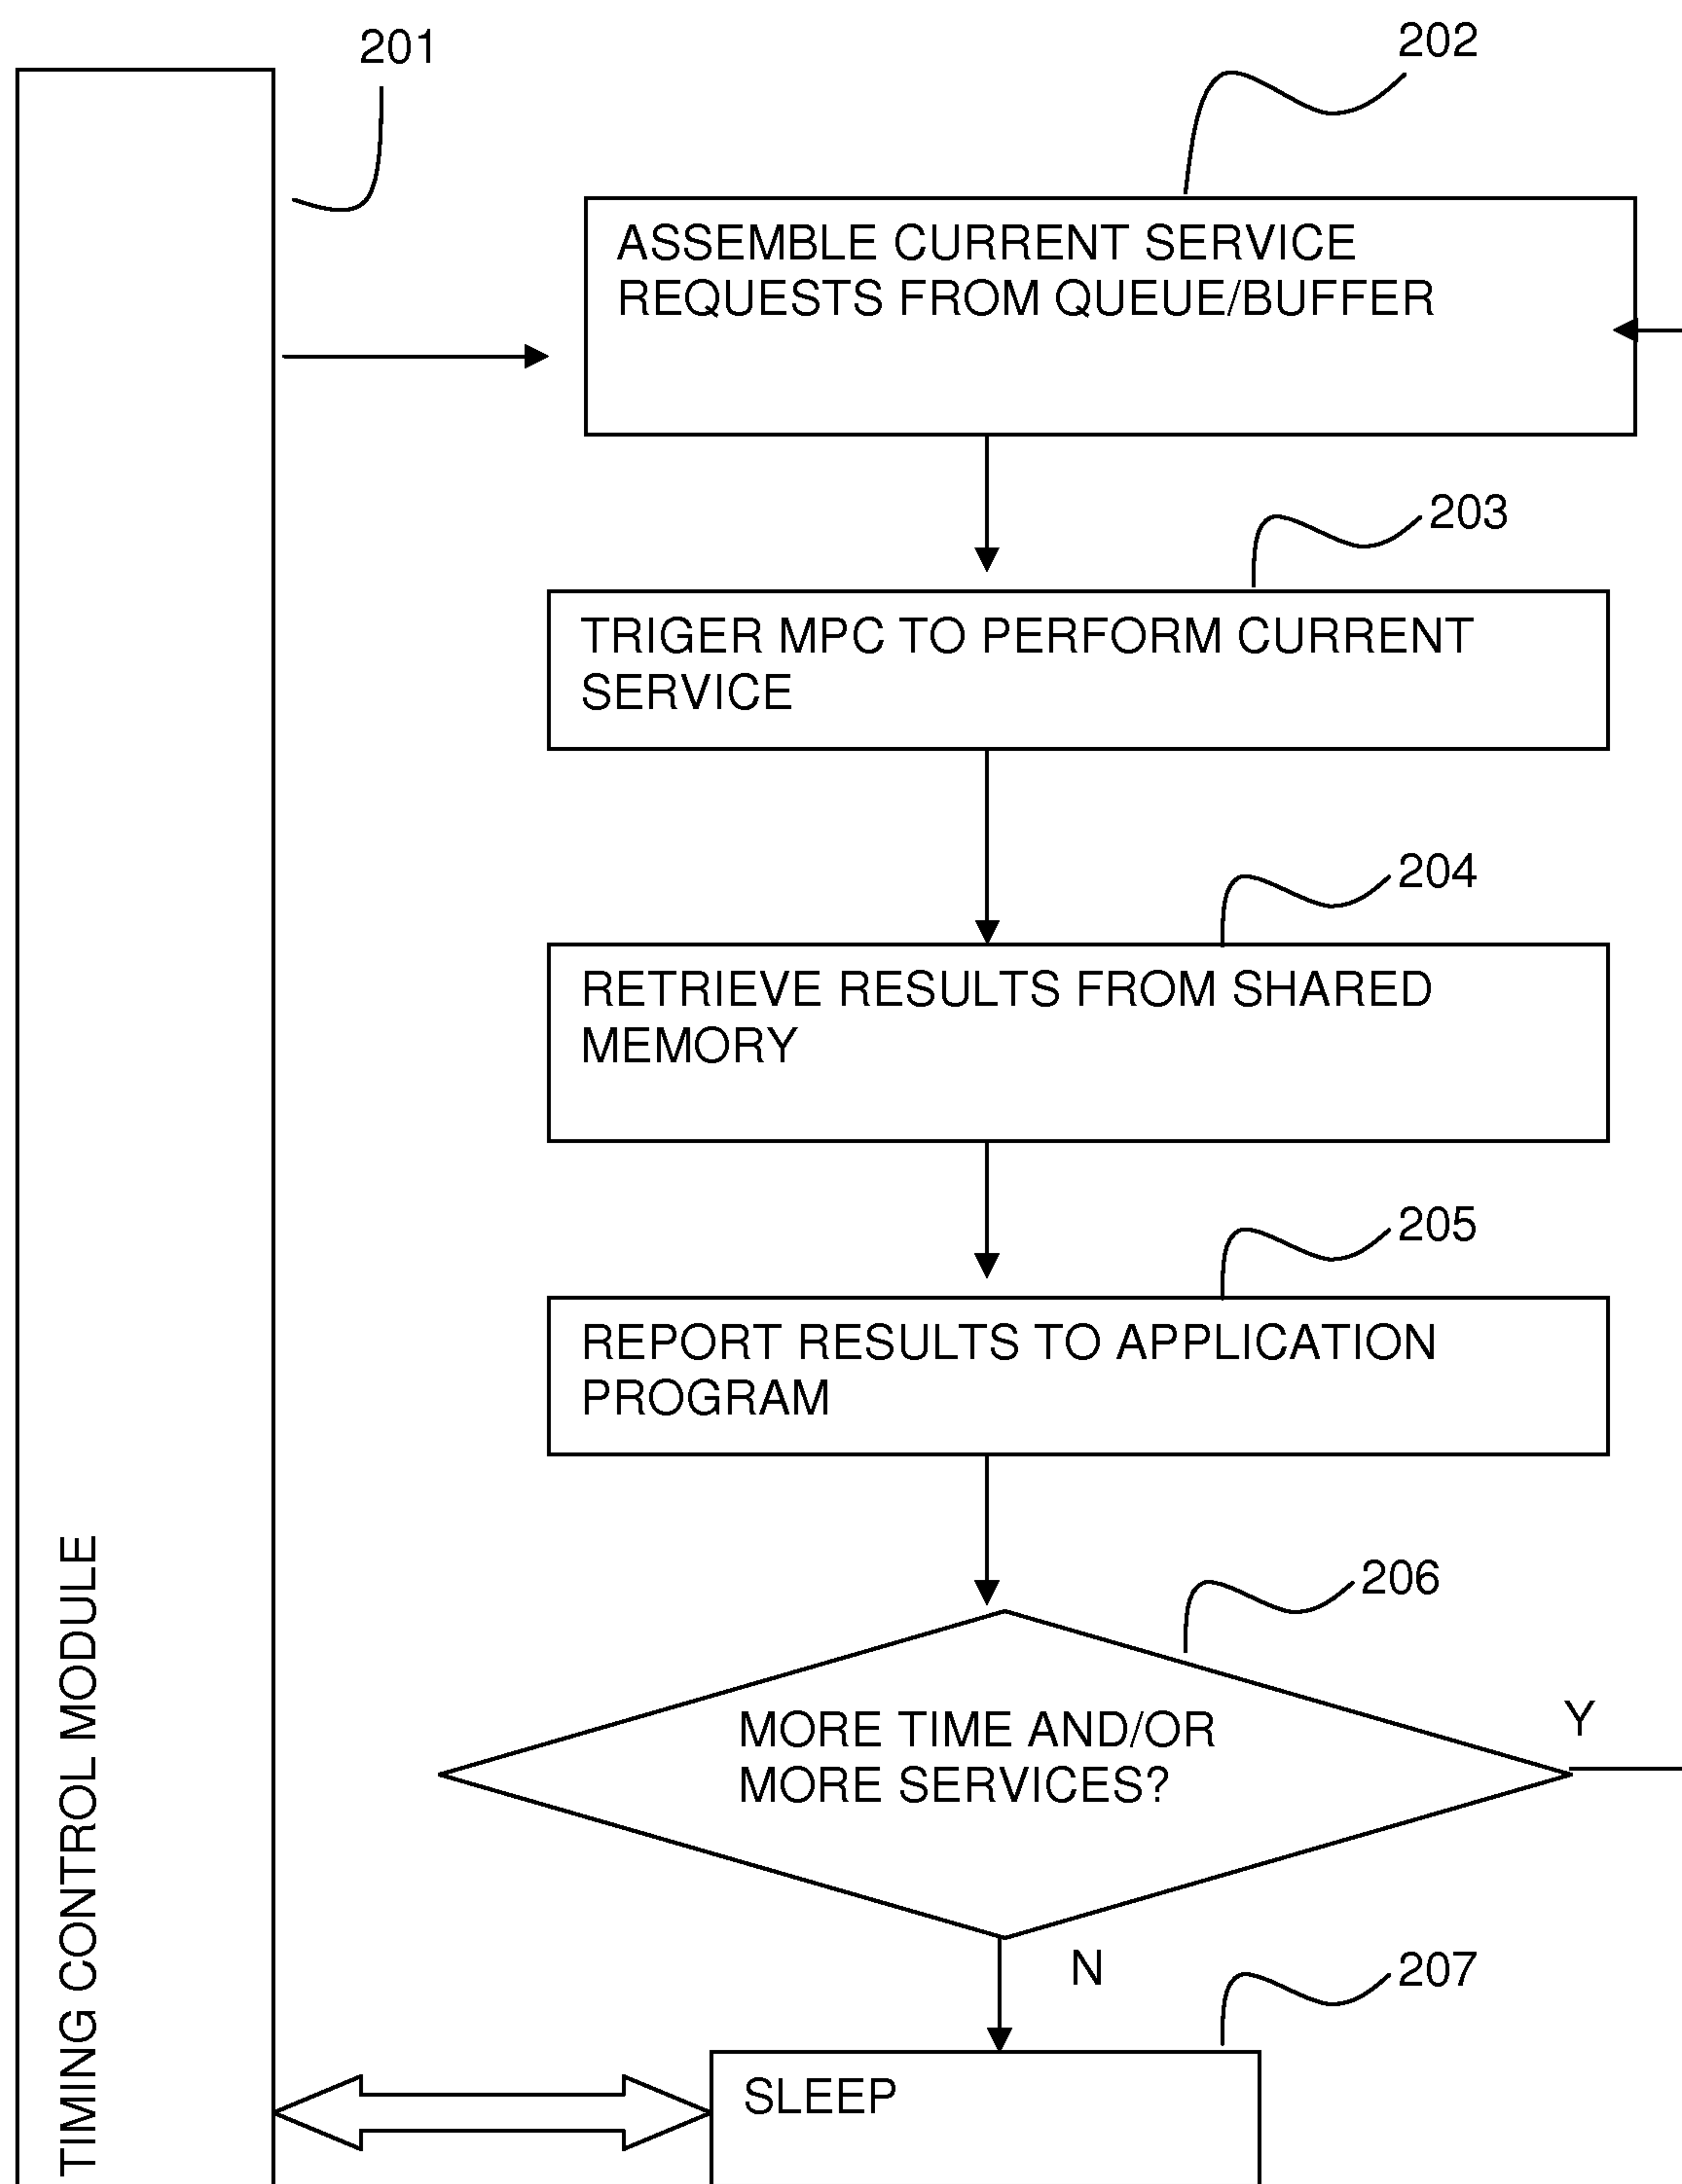 201
202
ASSEMBLE CURRENT SERVICE
REQUESTS FROM QUEUE/BUFFER
203
TRIGER MPC TO PERFORM CURRENT
SERVICE
204
RETRIEVE RESULTS FROM SHARED
MEMORY
205
REPORT RESULTS TO APPLICATION
PROGRAM
206
MORE TIME AND/OR
MORE SERVICES?
Y
N
207
SLEEP
TIMING CONTROL MODULE